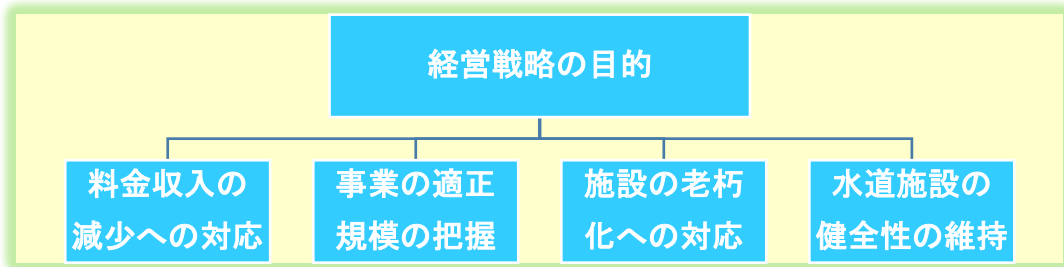 経営戦略の目的
料金収入の
減少への対応
事業の適正
規模の把握
施設の老朽
化への対応
水道施設の
健全性の維持